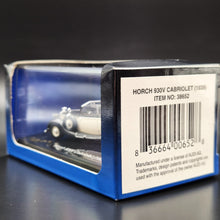 HORCH 930V CABRIOLET (1939)
ITEM NO: 38652
8 36664 00652 8
Manufactured under a license of AUDI AG.
Trademarks, design patents and copyrights are used
with the approval of the owner AUDI AG.